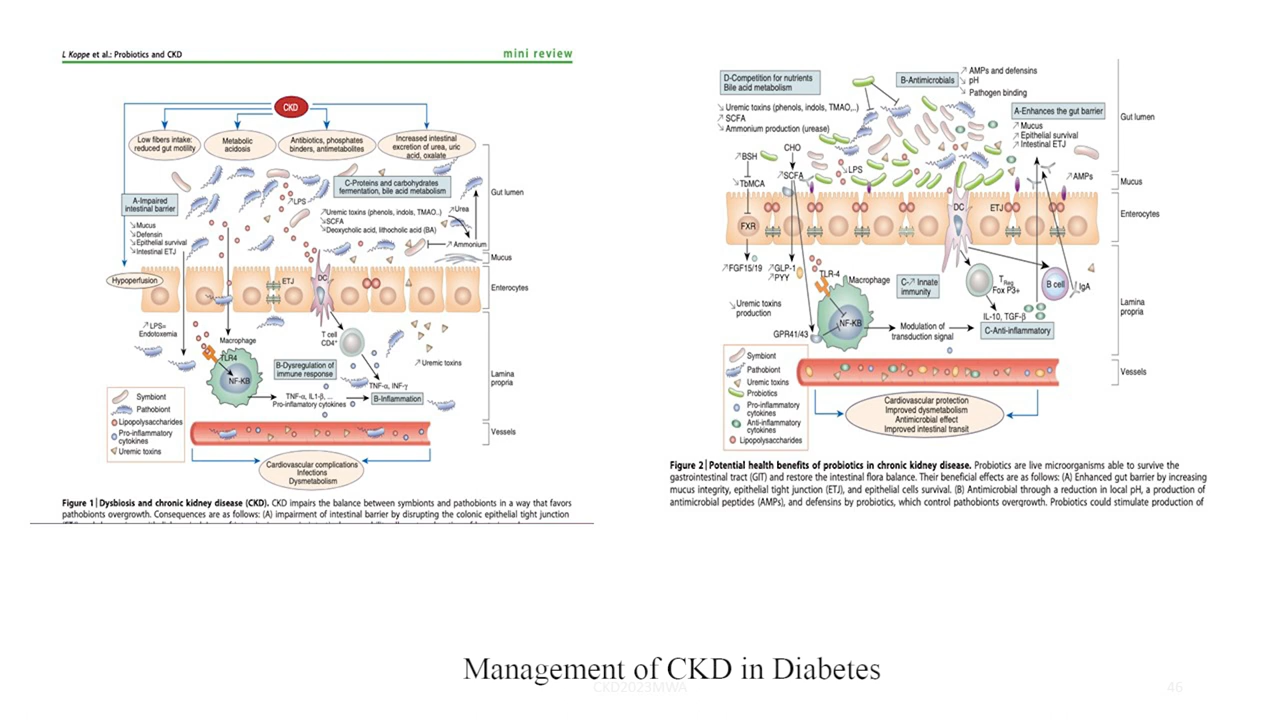 L Koppe et al.: Probiotics and CKD
mini review
CKD
Low fibers intake:
reduced gut motility
Metabolic
acidosis
Antibiotics, phosphates
binders, antimetabolites
Increased intestinal
excretion of urea, uric
acid, oxalate
C-Proteins and carbohydrates
fermentation, bile acid metabolism
Gut lumen
A-Impaired
intestinal barrier
↗LPS
↗Uremic toxins (phenols, indols, TMAO..)
↘SCFA
↘Deoxycholic, lithocholic acid (BA)
↗Urea
↘Mucus
↘Defensin
↘Epithelial survival
↘Intestinal ETJ
↗Ammonium
Mucus
Hypoperfusion
ETJ
DC
Enterocytes
↗LPS=
Endotoxemia
Macrophage
T cell
CD4⁺
TLR4
↗Uremic toxins
B-Dysregulation of
immune response
NF-KB
Lamina
propria
TNF-α, INF-γ
TNF-α, IL1-β, ...
Pro-inflamatory cytokines
B-Inflammation
Symbiont
Pathobiont
Lipopolysaccharides
Pro-inflammatory
cytokines
Uremic toxins
Vessels
Cardiovascular complications
Infections
Dysmetabolism
Figure 1 | Dysbiosis and chronic kidney disease (CKD). CKD impairs the balance between symbionts and pathobionts in a way that favors
pathobionts overgrowth. Consequences are as follows: (A) impairment of intestinal barrier by disrupting the colonic epithelial tight junction
D-Competition for nutrients
Bile acid metabolism
B-Antimicrobials
↗ AMPs and defensins
↘ pH
↘ Pathogen binding
↘ Uremic toxins (phenols, indols, TMAO,..)
↗ SCFA
↘ Ammonium production (urease)
A-Enhances the gut barrier
↗ Mucus
↗ Epithelial survival
↗ Intestinal ETJ
Gut lumen
↗BSH
CHO
↘LPS
↘TbMCA
↗SCFA
↗AMPs
Mucus
FXR
DC
ETJ
Enterocytes
↗FGF15/19
↗GLP-1
↗PYY
TLR-4
Macrophage
C-↗ Innate
immunity
TReg
Fox P3+
B cell
IgA
↘Uremic toxins
production
NF-KB
IL-10, TGF-β
GPR41/43
Modulation of
transduction signal
C-Anti-inflammatory
Lamina
propria
Symbiont
Pathobiont
Uremic toxins
Probiotics
Pro-inflammatory
cytokines
Anti-inflammatory
cytokines
Lipopolysaccharides
Vessels
Cardiovascular protection
Improved dysmetabolism
Antimicrobial effect
Improved intestinal transit
Figure 2 | Potential health benefits of probiotics in chronic kidney disease. Probiotics are live microorganisms able to survive the
gastrointestinal tract (GIT) and restore the intestinal flora balance. Their beneficial effects are as follows: (A) Enhanced gut barrier by increasing
mucus integrity, epithelial tight junction (ETJ), and epithelial cells survival. (B) Antimicrobial through a reduction in local pH, a production of
antimicrobial peptides (AMPs), and defensins by probiotics, which control pathobionts overgrowth. Probiotics could stimulate production of
Management of CKD in Diabetes
CKD2023MWA
46